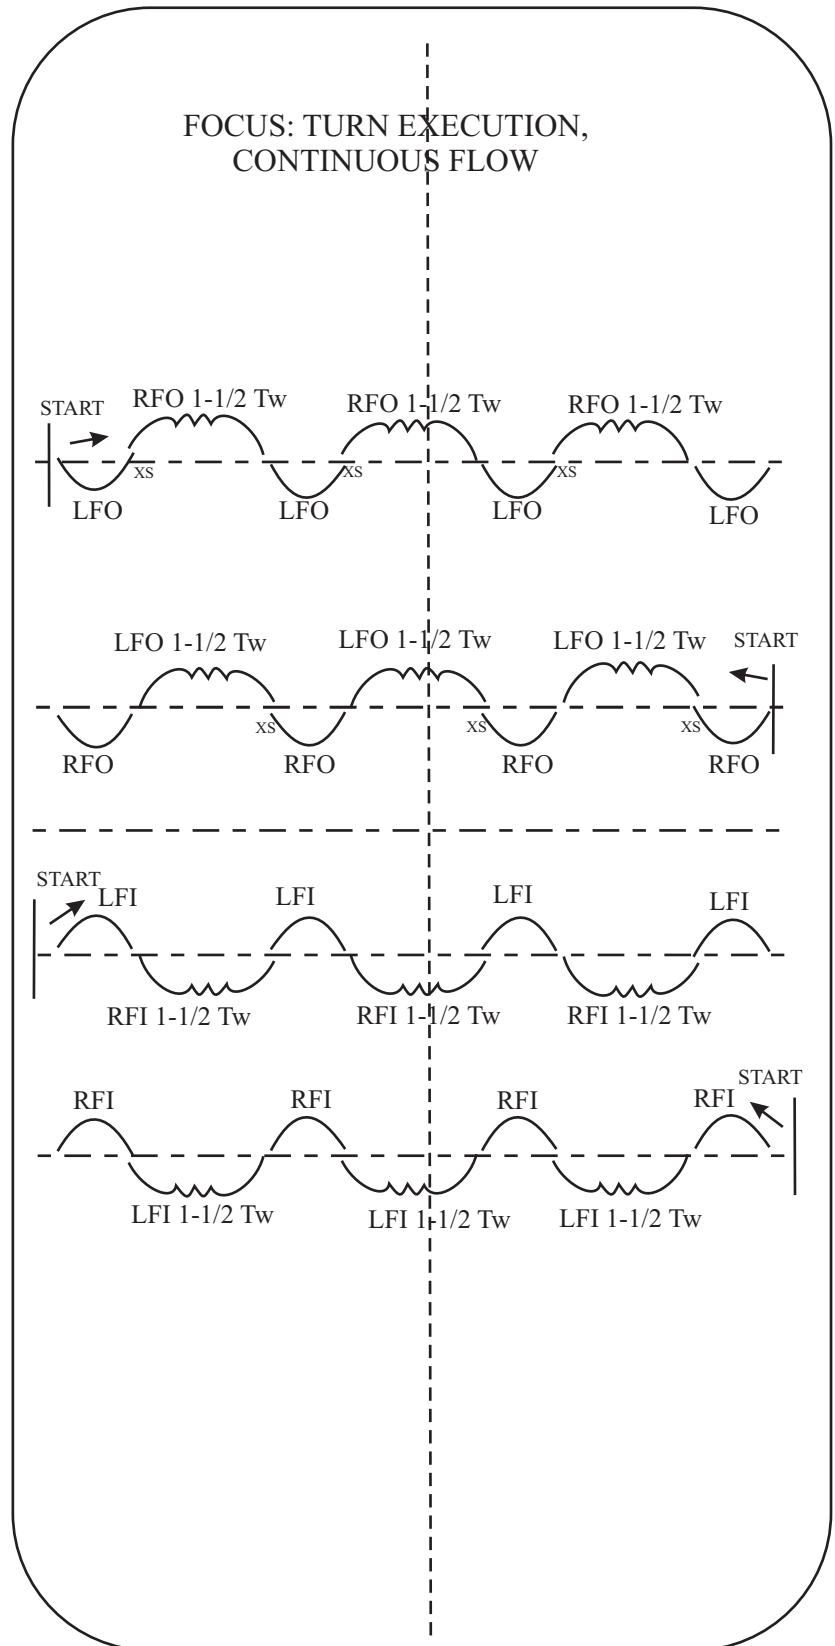 FOCUS: TURN EXECUTION,
CONTINUOUS FLOW
START
RFO 1-1/2 Tw
RFO 1-1/2 Tw
RFO 1-1/2 Tw
XS
XS
XS
LFO
LFO
LFO
LFO
LFO 1-1/2 Tw
LFO 1-1/2 Tw
LFO 1-1/2 Tw
START
XS
XS
XS
RFO
RFO
RFO
RFO
START
LFI
LFI
LFI
LFI
RFI 1-1/2 Tw
RFI 1-1/2 Tw
RFI 1-1/2 Tw
START
RFI
RFI
RFI
RFI
LFI 1-1/2 Tw
LFI 1-1/2 Tw
LFI 1-1/2 Tw